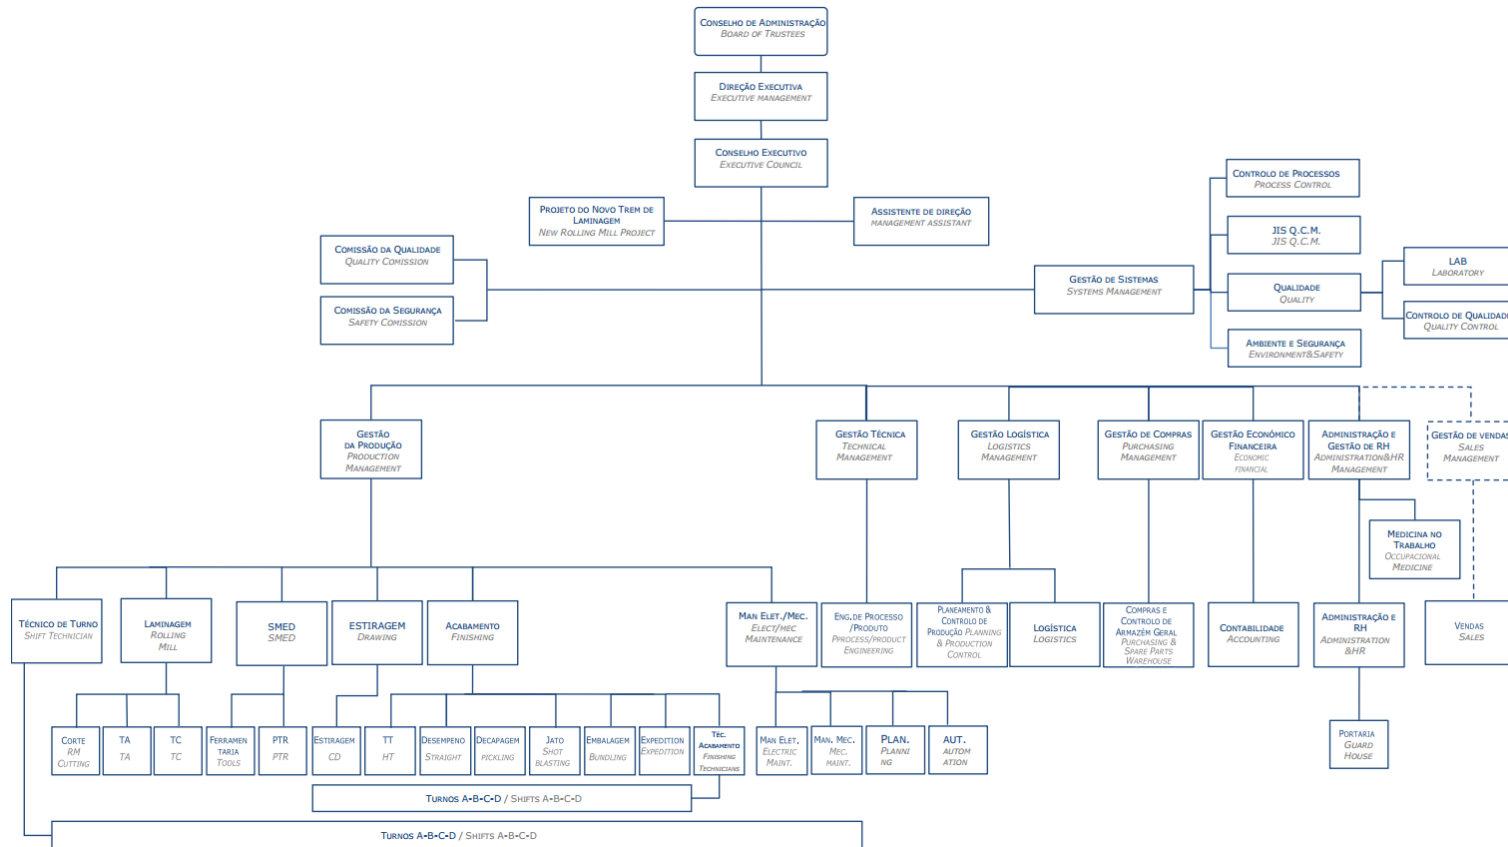 CONSELHO DE ADMINISTRAÇÃO
BOARD OF TRUSTEES
DIREÇÃO EXECUTIVA
EXECUTIVE MANAGEMENT
CONSELHO EXECUTIVO
EXECUTIVE COUNCIL
PROJETO DO NOVO TREM DE
LAMINAGEM
NEW ROLLING MILL PROJECT
ASSISTENTE DE DIREÇÃO
MANAGEMENT ASSISTANT
COMISSÃO DA QUALIDADE
QUALITY COMISSION
COMISSÃO DA SEGURANÇA
SAFETY COMISSION
GESTÃO DE SISTEMAS
SYSTEMS MANAGEMENT
CONTROLO DE PROCESSOS
PROCESS CONTROL
JIS Q.C.M.
JIS Q.C.M.
QUALIDADE
QUALITY
AMBIENTE E SEGURANÇA
ENVIRONMENT&SAFETY
LAB
LABORATORY
CONTROLO DE QUALIDADE
QUALITY CONTROL
GESTÃO
DA PRODUÇÃO
PRODUCTION
MANAGEMENT
GESTÃO TÉCNICA
TECHNICAL
MANAGEMENT
GESTÃO LOGÍSTICA
LOGISTICS
MANAGEMENT
GESTÃO DE COMPRAS
PURCHASING
MANAGEMENT
GESTÃO ECONÓMICO
FINANCEIRA
ECONOMIC
FINANCIAL
ADMINISTRAÇÃO E
GESTÃO DE RH
ADMINISTRATION&HR
MANAGEMENT
GESTÃO DE VENDAS
SALES
MANAGEMENT
MEDICINA NO
TRABALHO
OCCUPACIONAL
MEDICINE
TÉCNICO DE TURNO
SHIFT TECHNICIAN
LAMINAGEM
ROLLING
MILL
SMED
SMED
ESTIRAGEM
DRAWING
ACABAMENTO
FINISHING
MAN ELET./MEC.
ELECT/MEC
MAINTENANCE
ENG.DE PROCESSO
/PRODUTO
PPROCESS/PRODUCT
ENGINEERING
PLANEAMENTO &
CONTROLO DE
PRODUÇÃO PLANNING
& PRODUCTION
CONTROL
LOGÍSTICA
LOGISTICS
COMPRAS E
CONTROLO DE
ARMAZÉM GERAL
PURCHASING &
SPARE PARTS
WAREHOUSE
CONTABILIDADE
ACCOUNTING
ADMINISTRAÇÃO E
RH
ADMINISTRATION
&HR
VENDAS
SALES
CORTE
RM
CUTTING
TA
TA
TC
TC
FERRAMEN
TARIA
TOOLS
PTR
PTR
ESTIRAGEM
CD
TT
HT
DESEMPENO
STRAIGHT
DECAPAGEM
PICKLING
JATO
SHOT
BLASTING
EMBALAGEM
BUNDLING
EXPEDITION
EXPEDITION
TÉC.
ACABAMENTO
FINISHING
TECHNICIANS
MAN ELET.
ELECTRIC
MAINT.
MAN. MEC.
MEC.
MAINT.
PLAN.
PLANNI
NG
AUT.
AUTOM
ATION
PORTARIA
GUARD
HOUSE
TURNOS A-B-C-D / SHIFTS A-B-C-D
TURNOS A-B-C-D / SHIFTS A-B-C-D